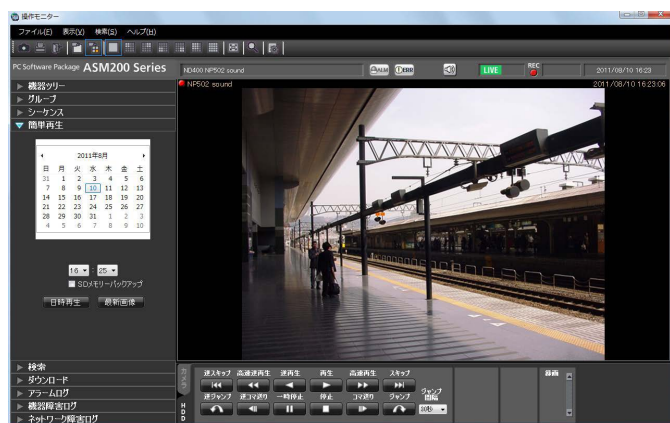 操作モニター
ファイル(F) 表示(V) 検索(S) ヘルプ(H)
PC Software Package ASM200 Series
ND400 NP502 sound
ALM
ERR
LIVE
REC
2011/08/10 16:23
機器ツリー
グループ
シーケンス
簡単再生
NP502 sound
2011/08/10 16:23:06
2011年8月
日 月 火 水 木 金 土
31 1 2 3 4 5 6
7 8 9 10 11 12 13
14 15 16 17 18 19 20
21 22 23 24 25 26 27
28 29 30 31 1 2 3
4 5 6 7 8 9 10
16 : 25
SDメモリーバックアップ
日時再生 最新画像
検索
ダウンロード
アラームログ
機器障害ログ
ネットワーク障害ログ
HDD
逆スキップ 高速逆再生 逆再生 再生 高速再生 スキップ
逆ジャンプ 逆コマ送り 一時停止 停止 コマ送り ジャンプ
ジャンプ間隔
30秒
録画